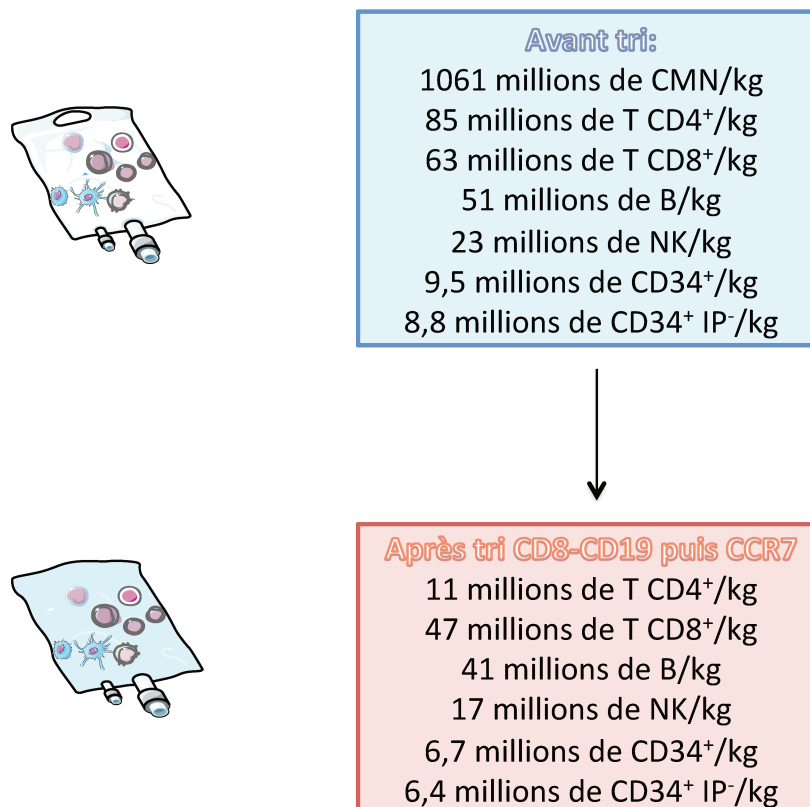 Avant tri:
1061 millions de CMN/kg
85 millions de T CD4⁺/kg
63 millions de T CD8⁺/kg
51 millions de B/kg
23 millions de NK/kg
9,5 millions de CD34⁺/kg
8,8 millions de CD34⁺ IP⁻/kg
Après tri CD8-CD19 puis CCR7
11 millions de T CD4⁺/kg
47 millions de T CD8⁺/kg
41 millions de B/kg
17 millions de NK/kg
6,7 millions de CD34⁺/kg
6,4 millions de CD34⁺ IP⁻/kg